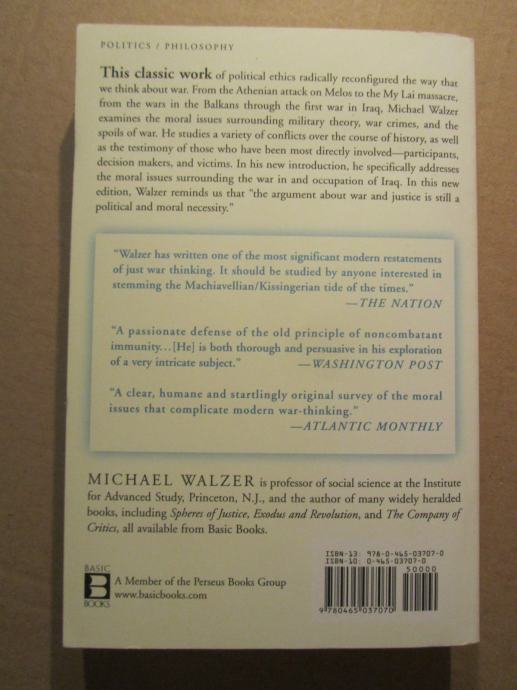 POLITICS / PHILOSOPHY
This classic work of political ethics radically reconfigured the way that
we think about war. From the Athenian attack on Melos to the My Lai massacre,
from the wars in the Balkans through the first war in Iraq, Michael Walzer
examines the moral issues surrounding military theory, war crimes, and the
spoils of war. He studies a variety of conflicts over the course of history, as well
as the testimony of those who have been most directly involved—participants,
decision makers, and victims. In his new introduction, he specifically addresses
the moral issues surrounding the war in and occupation of Iraq. In this new
edition, Walzer reminds us that "the argument about war and justice is still a
political and moral necessity."
"Walzer has written one of the most significant modern restatements
of just war thinking. It should be studied by anyone interested in
stemming the Machiavellian/Kissingerian tide of the times."
—THE NATION
"A passionate defense of the old principle of noncombatant
immunity…[He] is both thorough and persuasive in his exploration
of a very intricate subject." —WASHINGTON POST
"A clear, humane and startlingly original survey of the moral
issues that complicate modern war-thinking."
—ATLANTIC MONTHLY
MICHAEL WALZER is professor of social science at the Institute
for Advanced Study, Princeton, N.J., and the author of many widely heralded
books, including Spheres of Justice, Exodus and Revolution, and The Company of
Critics, all available from Basic Books.
ISBN-13: 978-0-465-03707-0
ISBN-10: 0-465-03707-0
50000
9780465037070
BASIC
B
BOOKS
A Member of the Perseus Books Group
www.basicbooks.com